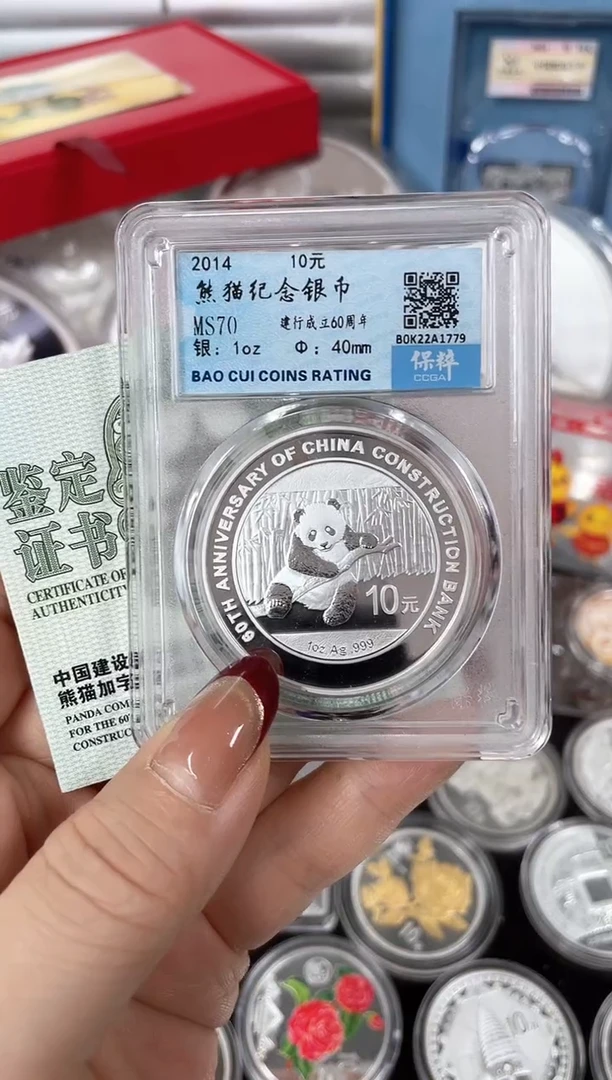 2014 10元
熊猫纪念银币
MS70 建行成立60周年
银：1oz Φ：40mm
BAO CUI COINS RATING
B0K22A1779
保粹
CCGA
60TH ANNIVERSARY OF CHINA CONSTRUCTION BANK
10元
1oz Ag .999
鉴定
证书
CERTIFICATE OF
AUTHENTICITY
中国建设
熊猫加字
PANDA COM
FOR THE 60
CONSTRUC